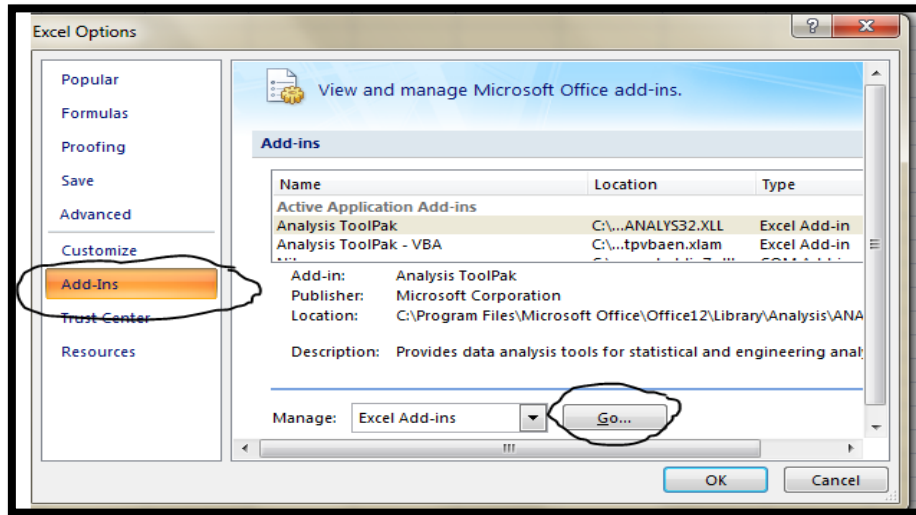 Excel Options
?
Popular
Formulas
Proofing
Save
Advanced
Customize
Add-Ins
Trust Center
Resources
View and manage Microsoft Office add-ins.
Add-ins
Name Location Type
Active Application Add-ins
Analysis ToolPak C:\...ANALYS32.XLL Excel Add-in
Analysis ToolPak - VBA C:\...tpvbaen.xlam Excel Add-in
Add-in: Analysis ToolPak
Publisher: Microsoft Corporation
Location: C:\Program Files\Microsoft Office\Office12\Library\Analysis\ANA
Description: Provides data analysis tools for statistical and engineering anal
Manage: Excel Add-ins Go...
OK Cancel